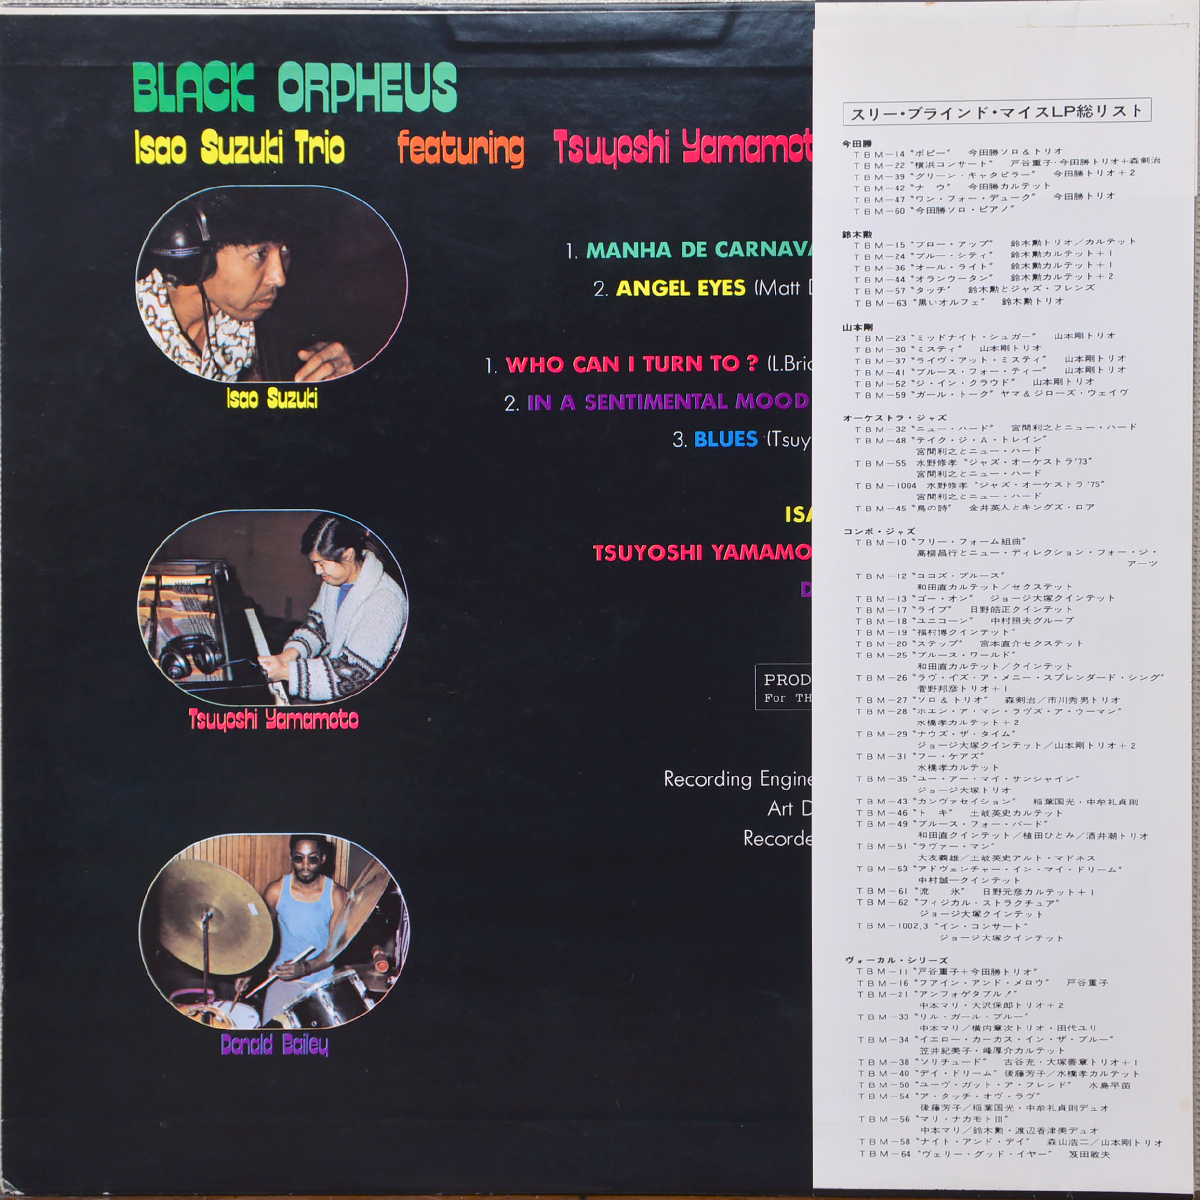 BLACK ORPHEUS
Isao Suzuki Trio featuring Tsuyoshi Yamamot
Isao Suzuki
Tsuyoshi Yamamoto
Donald Bailey
1. MANHA DE CARNAVA
2. ANGEL EYES (Matt
1. WHO CAN I TURN TO ? (L.Bric
2. IN A SENTIMENTAL MOOD
3. BLUES (Tsuy
ISA
TSUYOSHI YAMAMO
D
PROD
For TH
Recording Engine
Art D
Recorde
スリー・ブラインド・マイスLP総リスト
今田勝
TBM-14 "ポピー" 今田勝ソロ&トリオ
TBM-22 "横浜コンサート" 戸谷重子・今田勝トリオ+森剣治
TBM-39 "グリーン・キャタピラー" 今田勝トリオ+2
TBM-42 "ナウ" 今田勝カルテット
TBM-47 "ワン・フォー・デューク" 今田勝トリオ
TBM-60 "今田勝ソロ・ピアノ"
鈴木勲
TBM-15 "ブロー・アップ" 鈴木勲トリオ/カルテット
TBM-24 "ブルー・シティ" 鈴木勲カルテット+1
TBM-36 "オール・ライト" 鈴木勲カルテット+1
TBM-44 "オランウータン" 鈴木勲カルテット+2
TBM-57 "タッチ" 鈴木勲とジャズ・フレンズ
TBM-63 "黒いオルフェ" 鈴木勲トリオ
山本剛
TBM-23 "ミッドナイト・シュガー" 山本剛トリオ
TBM-30 "ミスティ" 山本剛トリオ
TBM-37 "ライヴ・アット・ミスティ" 山本剛トリオ
TBM-41 "ブルース・フォー・ティー" 山本剛トリオ
TBM-52 "ジ・イン・クラウド" 山本剛トリオ
TBM-59 "ガール・トーク" ヤマ&ジローズ・ウェイヴ
オーケストラ・ジャズ
TBM-32 "ニュー・ハード" 宮間利之とニュー・ハード
TBM-48 "テイク・ジ・A・トレイン"
宮間利之とニュー・ハード
TBM-55 水野修孝 "ジャズ・オーケストラ'73"
宮間利之とニュー・ハード
TBM-1004 水野修孝 "ジャズ・オーケストラ'75"
宮間利之とニュー・ハード
TBM-45 "鳥の詩" 金井英人とキングス・ロア
コンボ・ジャズ
TBM-10 "フリー・フォーム組曲"
高柳昌行とニュー・ディレクション・フォー・ジ・
アーツ
TBM-12 "ココズ・ブルース"
和田直カルテット/セクステット
TBM-13 "ゴー・オン" ジョージ大塚クインテット
TBM-17 "ライブ" 日野皓正クインテット
TBM-18 "ユニコーン" 中村照夫グループ
TBM-19 "福村博クインテット"
TBM-20 "ステップ" 宮本直介セクステット
TBM-25 "ブルース・ワールド"
和田直カルテット/クインテット
TBM-26 "ラヴ・イズ・ア・メニー・スプレンダード・シング"
菅野邦彦トリオ+1
TBM-27 "ソロ&トリオ" 森剣治/市川秀男トリオ
TBM-28 "ホエン・ア・マン・ラヴズ・ア・ウーマン"
水橋孝カルテット+2
TBM-29 "ナウズ・ザ・タイム"
ジョージ大塚クインテット/山本剛トリオ+2
TBM-31 "フー・ケアズ"
水橋孝カルテット
TBM-35 "ユー・アー・マイ・サンシャイン"
ジョージ大塚トリオ
TBM-43 "カンヴァセイション" 稲葉国光・中牟礼貞則
TBM-46 "トキ" 土岐英史カルテット
TBM-49 "ブルース・フォー・バード"
和田直クインテット/植田ひとみ/酒井潮トリオ
TBM-51 "ラヴァー・マン"
大友義雄/土岐英史アルト・マドネス
TBM-53 "アドヴェンチャー・イン・マイ・ドリーム"
中村誠一クインテット
TBM-61 "流氷" 日野元彦カルテット+1
TBM-62 "フィジカル・ストラクチュア"
ジョージ大塚クインテット
TBM-1002,3 "イン・コンサート"
ジョージ大塚クインテット
ヴォーカル・シリーズ
TBM-11 "戸谷重子+今田勝トリオ"
TBM-16 "ファイン・アンド・メロウ" 戸谷重子
TBM-21 "アンフォゲタブル!"
中本マリ・大沢保郎トリオ+2
TBM-33 "リル・ガール・ブルー"
中本マリ/横内章次トリオ・田代ユリ
TBM-34 "イエロー・カーカス・イン・ザ・ブルー"
笠井紀美子・峰厚介カルテット
TBM-38 "ソリチュード" 古谷充・大塚善章トリオ+1
TBM-40 "デイ・ドリーム" 後藤芳子/水橋孝カルテット
TBM-50 "ユーヴ・ガット・ア・フレンド" 水島早苗
TBM-54 "ア・タッチ・オヴ・ラヴ"
後藤芳子/稲葉国光・中牟礼貞則デュオ
TBM-56 "マリ・ナカモトIII"
中本マリ/鈴木勲・渡辺香津美デュオ
TBM-58 "ナイト・アンド・デイ" 森山浩二/山本剛トリオ
TBM-64 "ヴェリー・グッド・イヤー" 笈田敏夫